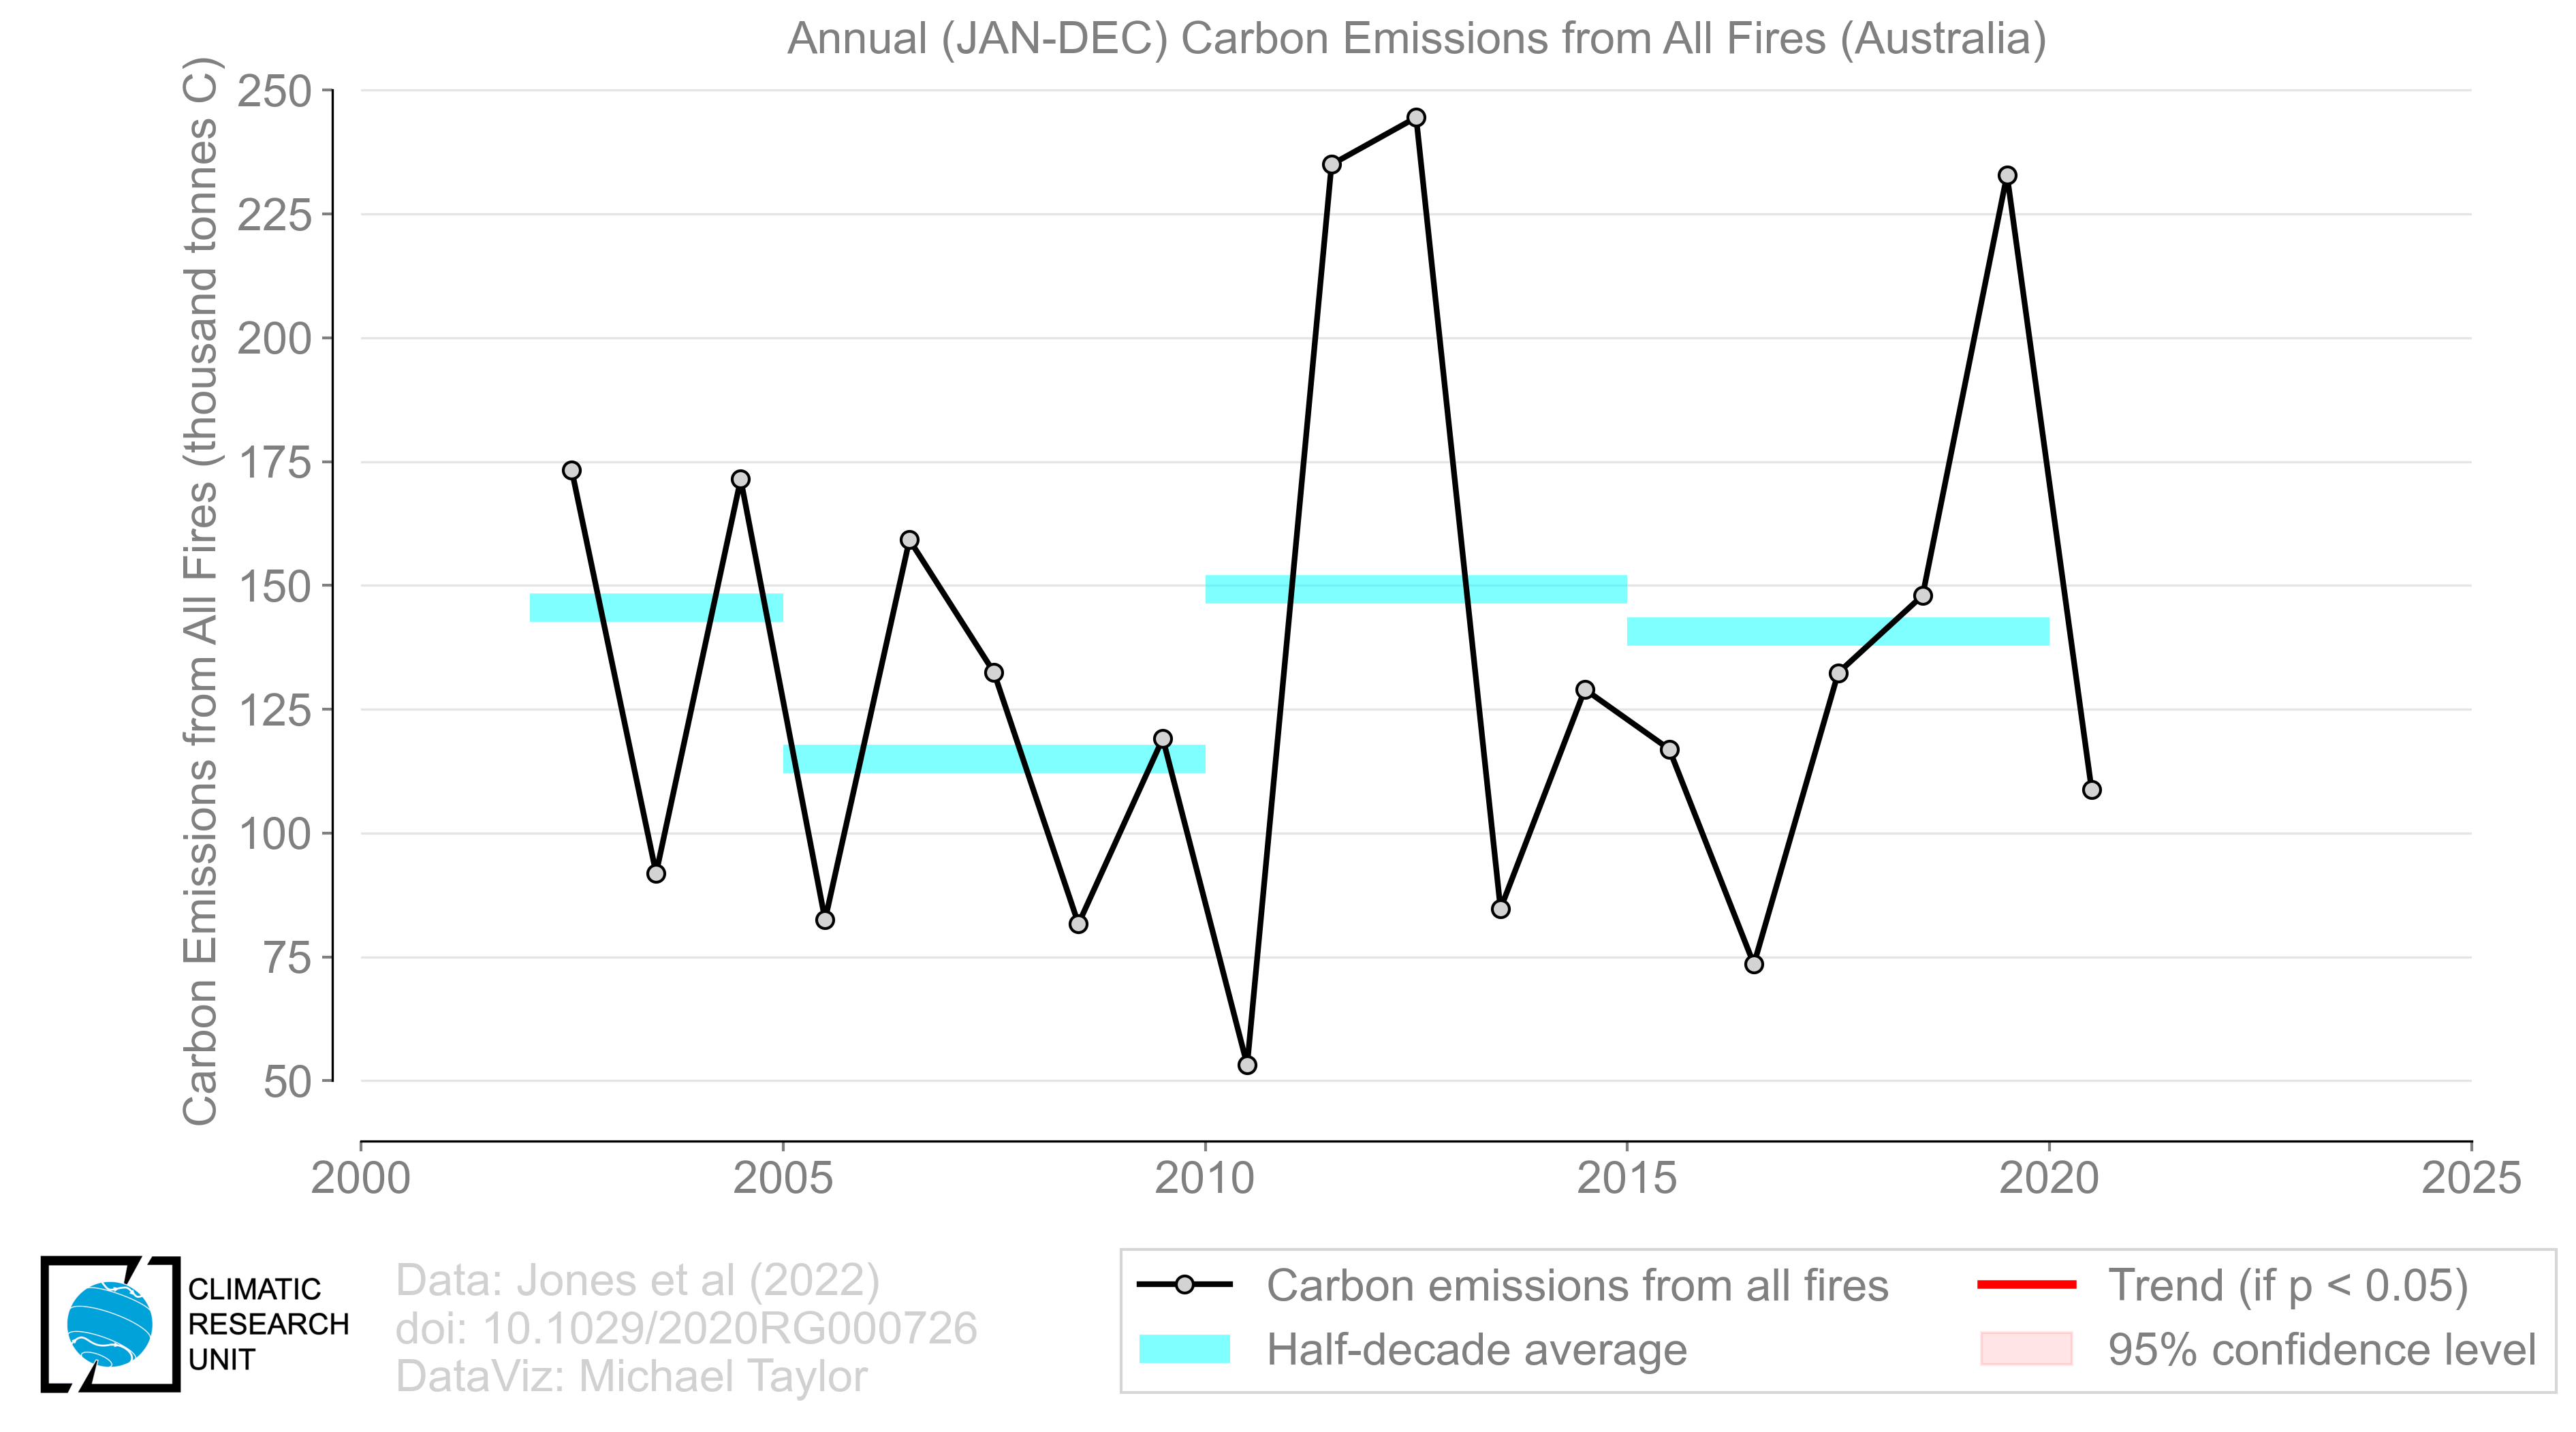 Annual (JAN-DEC) Carbon Emissions from All Fires (Australia)
Carbon Emissions from All Fires (thousand tonnes C)
250
225
200
175
150
125
100
75
50
2000
2005
2010
2015
2020
2025
CLIMATIC
RESEARCH
UNIT
Data: Jones et al (2022)
doi: 10.1029/2020RG000726
DataViz: Michael Taylor
Carbon emissions from all fires
Half-decade average
Trend (if p < 0.05)
95% confidence level